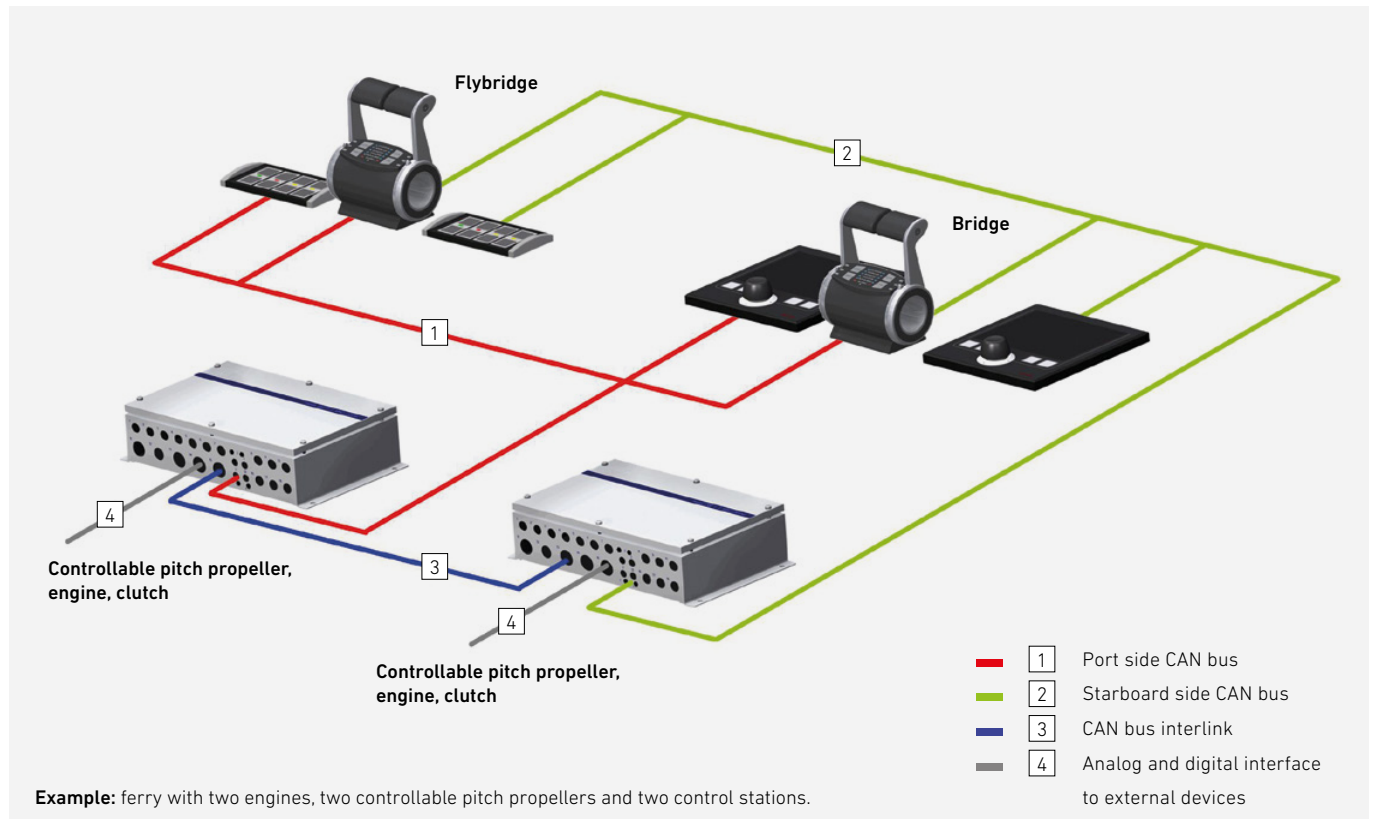 Flybridge
2
Bridge
1
4
Controllable pitch propeller,
engine, clutch
3
4
Controllable pitch propeller,
engine, clutch
1 Port side CAN bus
2 Starboard side CAN bus
3 CAN bus interlink
4 Analog and digital interface
to external devices
Example: ferry with two engines, two controllable pitch propellers and two control stations.